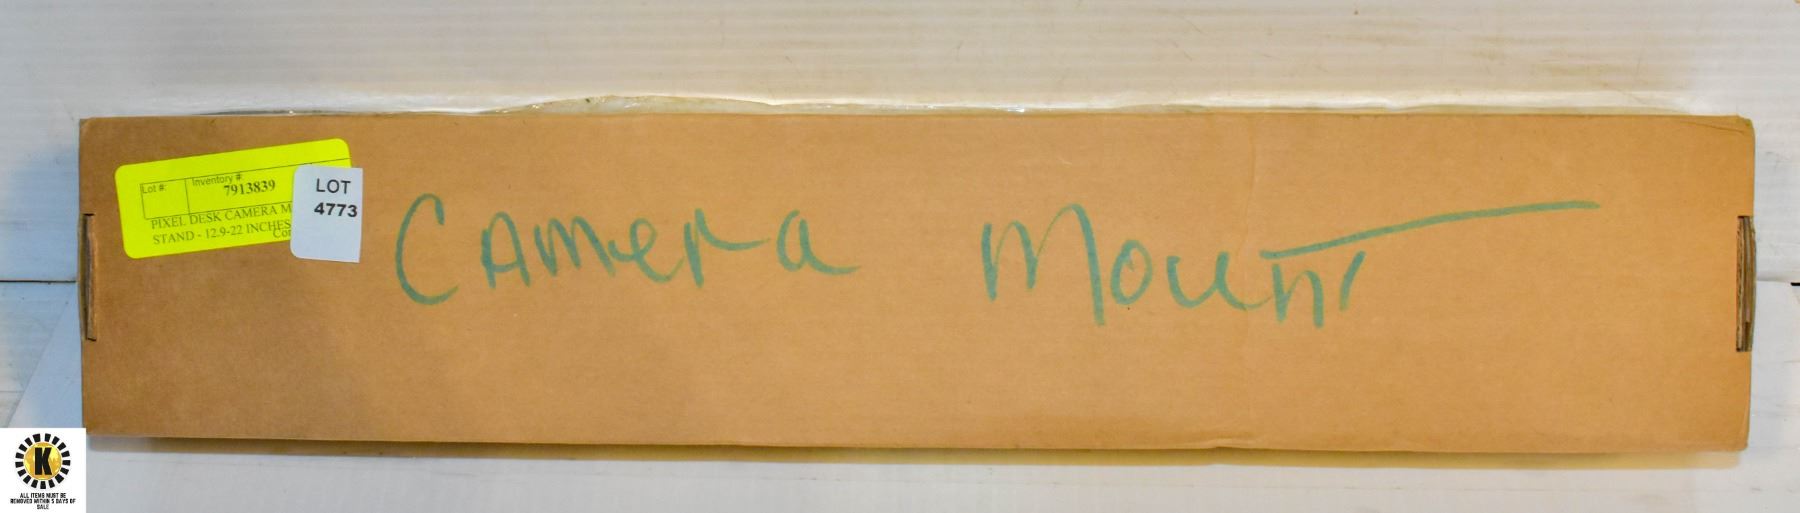 Lot #: Inventory #:
7913839
PIXEL DESK CAMERA
STAND - 12.9-22 INCHES
LOT
4773
Camera Mount
K
ALL ITEMS MUST BE
REMOVED WITHIN 5 DAYS OF
SALE